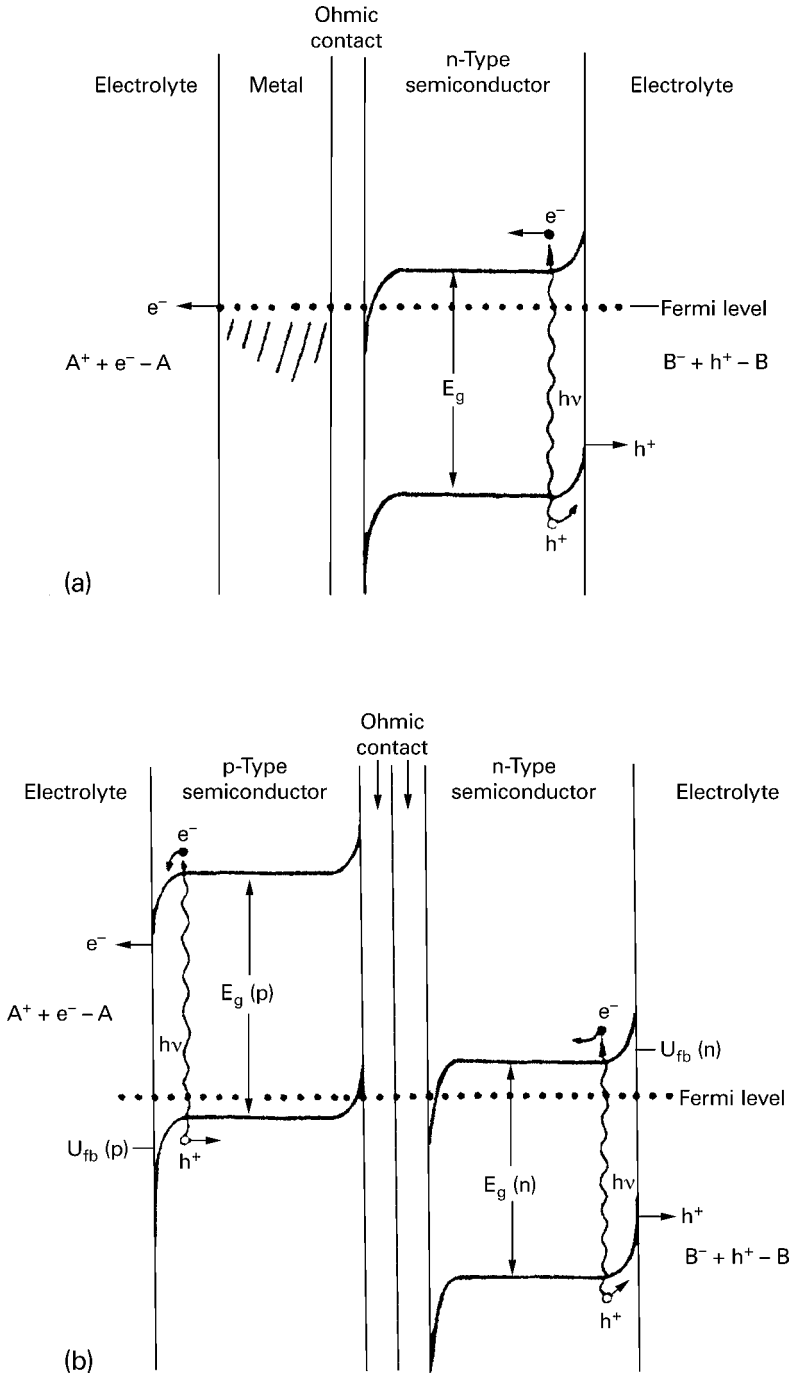 Ohmic
contact
Electrolyte
Metal
n-Type
semiconductor
Electrolyte
e⁻
e⁻
Fermi level
A⁺ + e⁻ – A
B⁻ + h⁺ – B
E_g
hν
h⁺
h⁺
(a)
Ohmic
contact
Electrolyte
p-Type
semiconductor
n-Type
semiconductor
Electrolyte
e⁻
e⁻
E_g (p)
A⁺ + e⁻ – A
hν
e⁻
U_fb (n)
Fermi level
U_fb (p)
h⁺
E_g (n)
hν
h⁺
B⁻ + h⁺ – B
h⁺
(b)